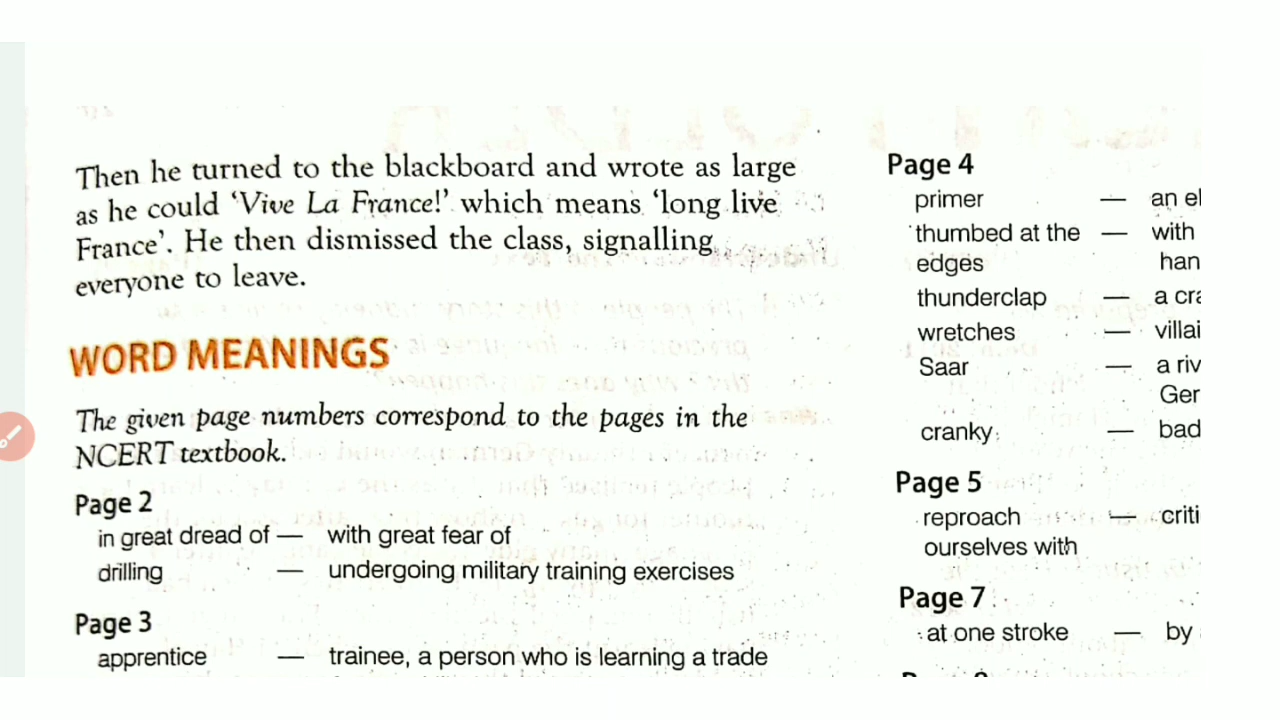 Then he turned to the blackboard and wrote as large
as he could ‘Vive La France!’ which means ‘long live
France’. He then dismissed the class, signalling
everyone to leave.
WORD MEANINGS
The given page numbers correspond to the pages in the
NCERT textbook.
Page 2
in great dread of — with great fear of
drilling — undergoing military training exercises
Page 3
apprentice — trainee, a person who is learning a trade
Page 4
primer — an
thumbed at the — with
edges
thunderclap — a
wretches —
Saar — a
cranky — bad
Page 5
reproach —
ourselves with
Page 7
at one stroke — by